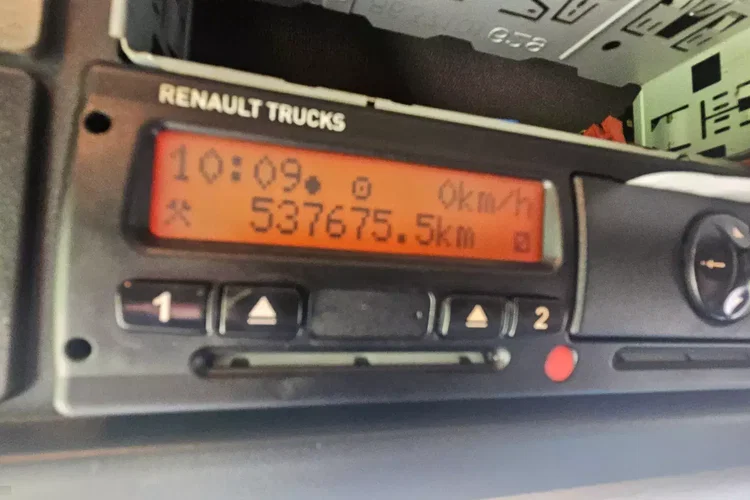 RENAULT TRUCKS
10:09 0km/h
537675.5km
1 2